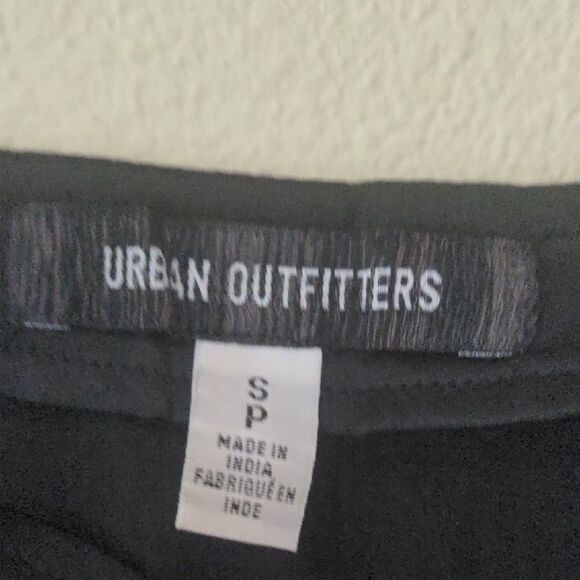 URBAN OUTFITTERS
S
P
MADE IN
INDIA
FABRIQUÉ EN
INDE